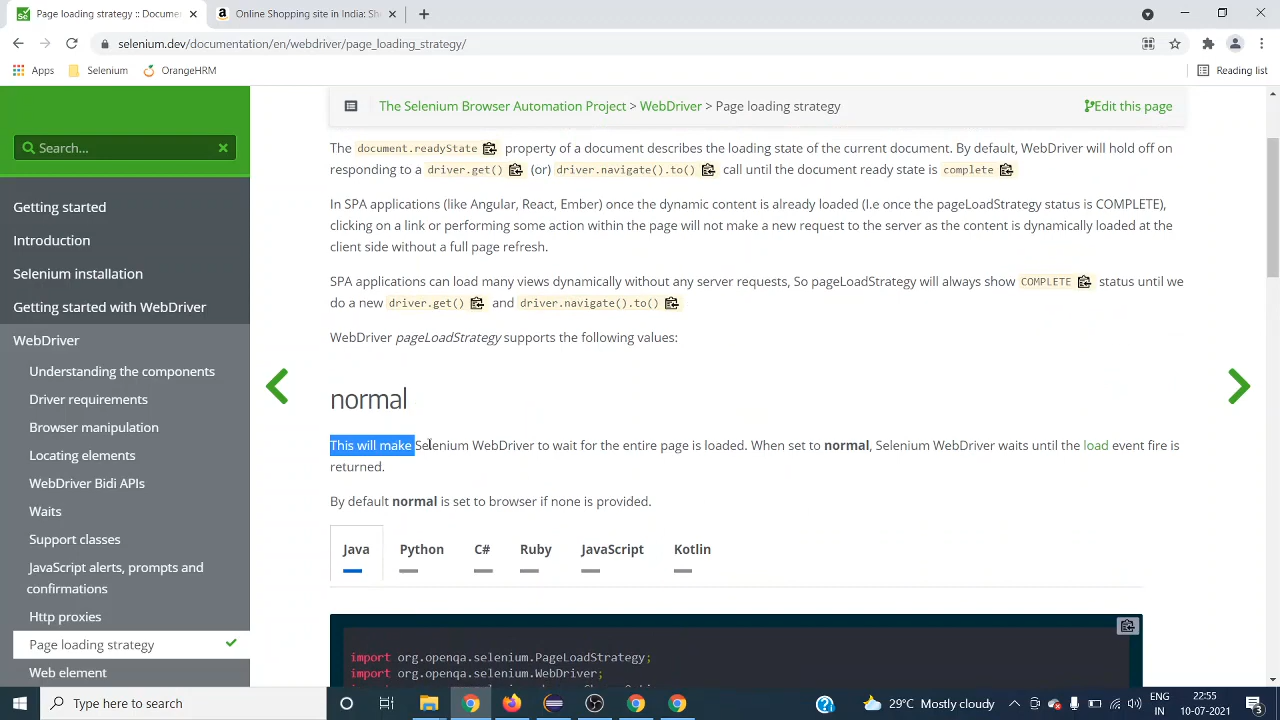 Page loading strategy :: Documen
Online Shopping site in India: Sh
selenium.dev/documentation/en/webdriver/page_loading_strategy/
Apps
Selenium
OrangeHRM
Reading list
The Selenium Browser Automation Project > WebDriver > Page loading strategy
Edit this page
Search...
Getting started
Introduction
Selenium installation
Getting started with WebDriver
WebDriver
Understanding the components
Driver requirements
Browser manipulation
Locating elements
WebDriver Bidi APIs
Waits
Support classes
JavaScript alerts, prompts and
confirmations
Http proxies
Page loading strategy
Web element
The document.readyState property of a document describes the loading state of the current document. By default, WebDriver will hold off on
responding to a driver.get() (or) driver.navigate().to() call until the document ready state is complete
In SPA applications (like Angular, React, Ember) once the dynamic content is already loaded (I.e once the pageLoadStrategy status is COMPLETE),
clicking on a link or performing some action within the page will not make a new request to the server as the content is dynamically loaded at the
client side without a full page refresh.
SPA applications can load many views dynamically without any server requests, So pageLoadStrategy will always show COMPLETE status until we
do a new driver.get() and driver.navigate().to()
WebDriver pageLoadStrategy supports the following values:
normal
This will make Selenium WebDriver to wait for the entire page is loaded. When set to normal, Selenium WebDriver waits until the load event fire is
returned.
By default normal is set to browser if none is provided.
Java Python C# Ruby JavaScript Kotlin
import org.openqa.selenium.PageLoadStrategy;
import org.openqa.selenium.WebDriver;
Type here to search
29°C Mostly cloudy
ENG
IN
22:55
10-07-2021
3